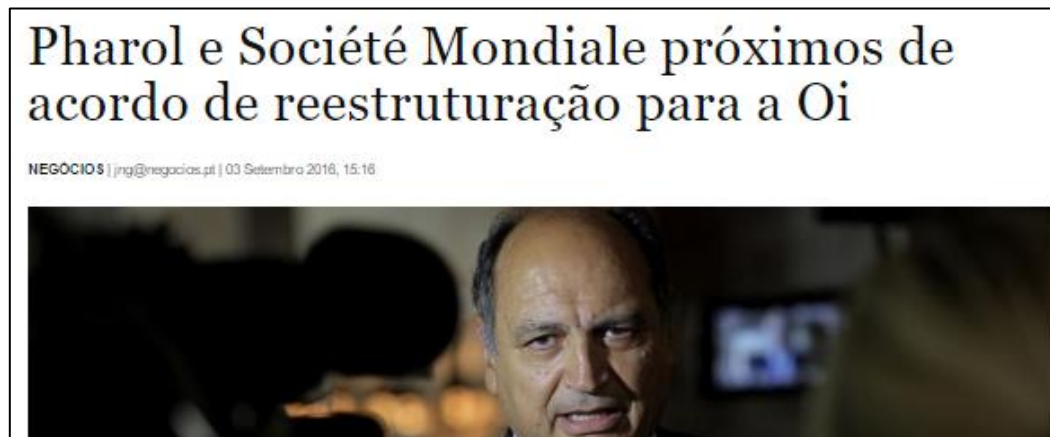 Pharol e Société Mondiale próximos de
acordo de reestruturação para a Oi
NEGÓCIOS | jng@negocios.pt | 03 Setembro 2016, 15:16